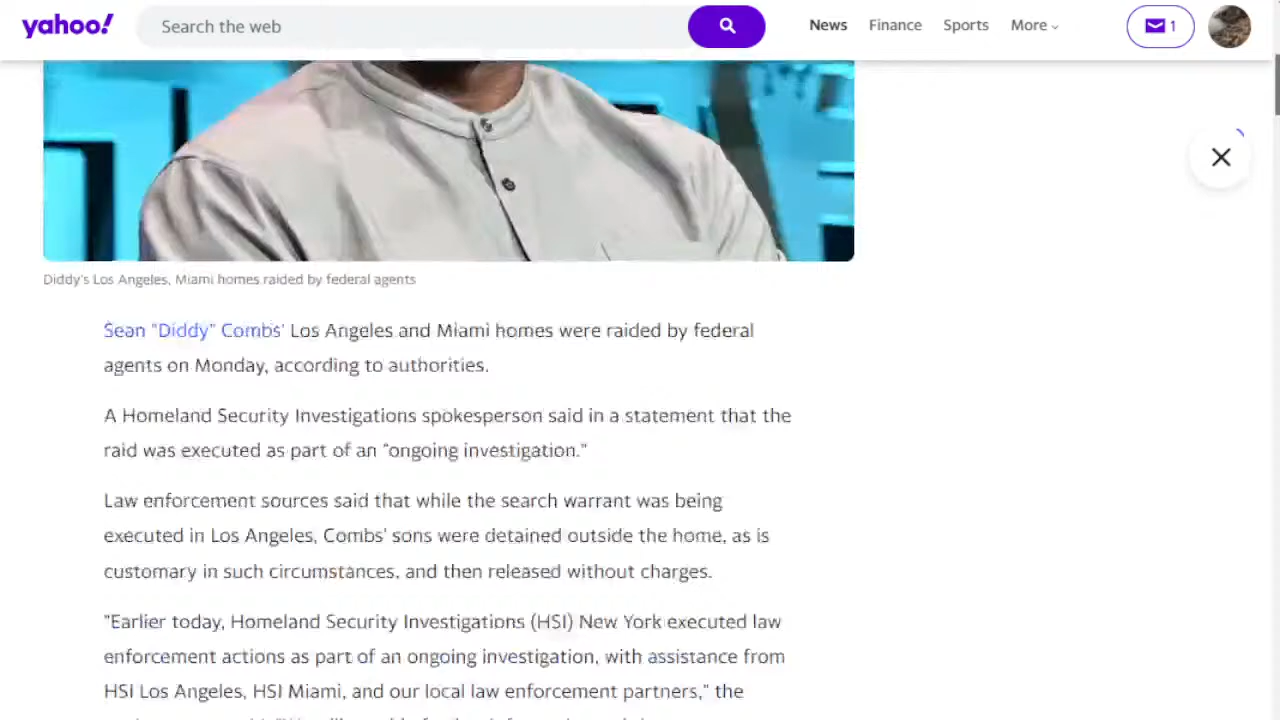 yahoo!
Search the web
News
Finance
Sports
More
1
Diddy's Los Angeles, Miami homes raided by federal agents
Sean "Diddy" Combs' Los Angeles and Miami homes were raided by federal
agents on Monday, according to authorities.
A Homeland Security Investigations spokesperson said in a statement that the
raid was executed as part of an “ongoing investigation.”
Law enforcement sources said that while the search warrant was being
executed in Los Angeles, Combs' sons were detained outside the home, as is
customary in such circumstances, and then released without charges.
"Earlier today, Homeland Security Investigations (HSI) New York executed law
enforcement actions as part of an ongoing investigation, with assistance from
HSI Los Angeles, HSI Miami, and our local law enforcement partners," the